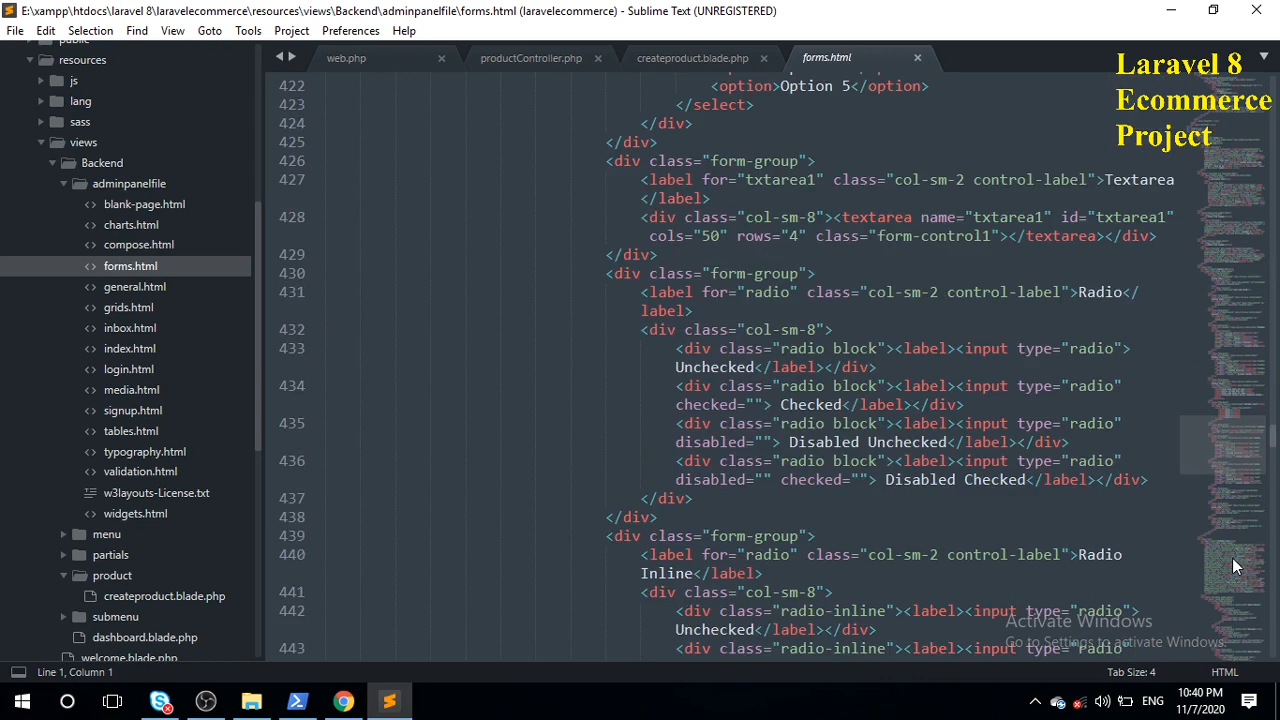 E:\xampp\htdocs\laravel 8\laravelecommerce\resources\views\Backend\adminpanelfile\forms.html (laravelecommerce) - Sublime Text (UNREGISTERED)
File Edit Selection Find View Goto Tools Project Preferences Help
web.php productController.php createproduct.blade.php forms.html
Laravel 8
Ecommerce
Project
public
resources
js
lang
sass
views
Backend
adminpanelfile
blank-page.html
charts.html
compose.html
forms.html
general.html
grids.html
inbox.html
index.html
login.html
media.html
signup.html
tables.html
typography.html
validation.html
w3layouts-License.txt
widgets.html
menu
partials
product
createproduct.blade.php
submenu
dashboard.blade.php
welcome.blade.php
422 <option>Option 5</option>
423 </select>
424 </div>
425 </div>
426 <div class="form-group">
427 <label for="txtarea1" class="col-sm-2 control-label">Textarea
</label>
428 <div class="col-sm-8"><textarea name="txtarea1" id="txtarea1"
cols="50" rows="4" class="form-control1"></textarea></div>
429 </div>
430 <div class="form-group">
431 <label for="radio" class="col-sm-2 control-label">Radio</
label>
432 <div class="col-sm-8">
433 <div class="radio block"><label><input type="radio">
Unchecked</label></div>
434 <div class="radio block"><label><input type="radio"
checked=""> Checked</label></div>
435 <div class="radio block"><label><input type="radio"
disabled=""> Disabled Unchecked</label></div>
436 <div class="radio block"><label><input type="radio"
disabled="" checked=""> Disabled Checked</label></div>
437 </div>
438 </div>
439 <div class="form-group">
440 <label for="radio" class="col-sm-2 control-label">Radio
Inline</label>
441 <div class="col-sm-8">
442 <div class="radio-inline"><label><input type="radio">
Unchecked</label></div>
443 <div class="radio-inline"><label><input type="radio"
Activate Windows
Go to Settings to activate Windows.
Line 1, Column 1 Tab Size: 4 HTML
ENG
10:40 PM
11/7/2020